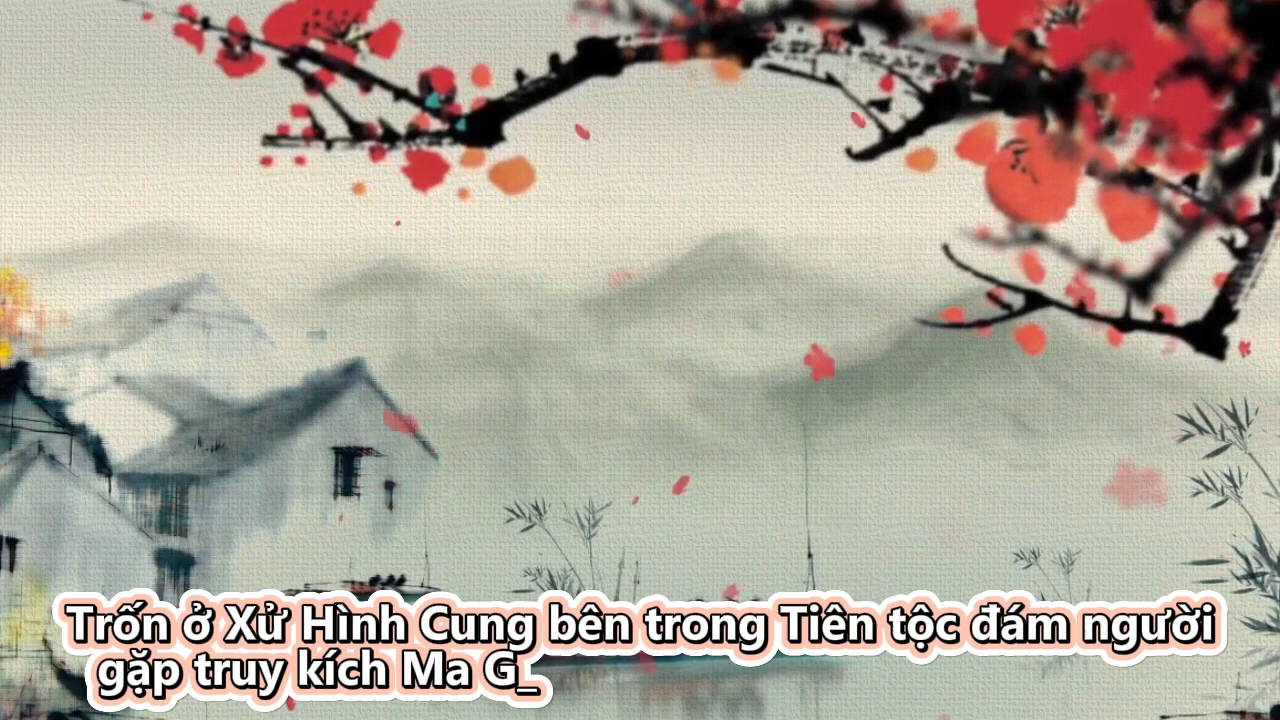 Trốn ở Xử Hình Cung bên trong Tiên tộc đám người
gặp truy kích Ma G_